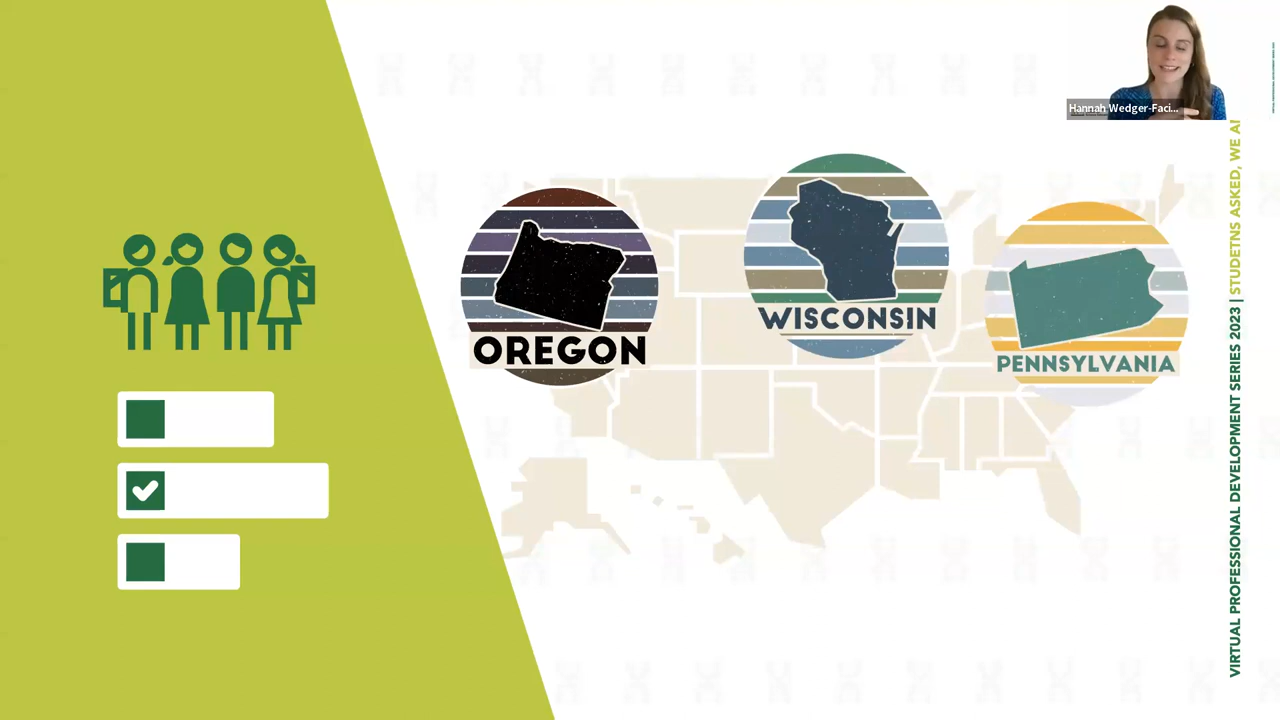 Hannah Wedger-Faci...
OREGON
WISCONSIN
PENNSYLVANIA
VIRTUAL PROFESSIONAL DEVELOPMENT SERIES 2023 | STUDETNS ASKED, WE A